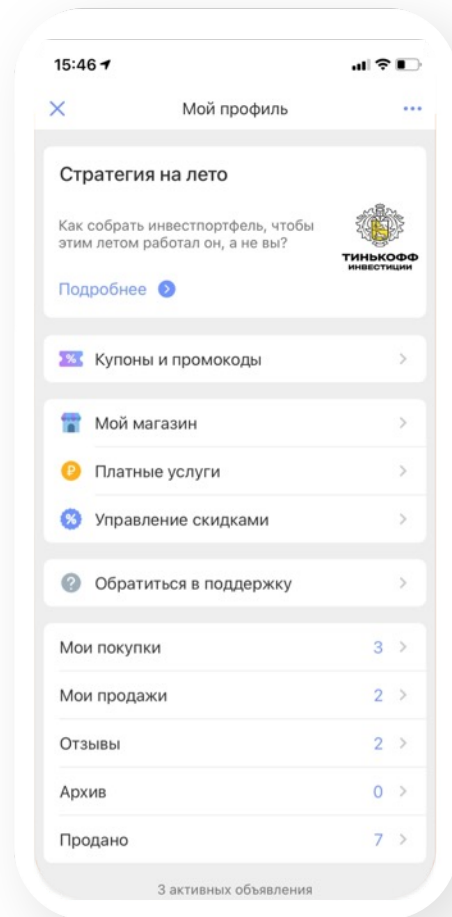 15:46
Мой профиль
Стратегия на лето
Как собрать инвестпортфель, чтобы
этим летом работал он, а не вы?
ТИНЬКОФФ
ИНВЕСТИЦИИ
Подробнее
% Купоны и промокоды
Мой магазин
₽ Платные услуги
% Управление скидками
? Обратиться в поддержку
Мои покупки 3
Мои продажи 2
Отзывы 2
Архив 0
Продано 7
3 активных объявления